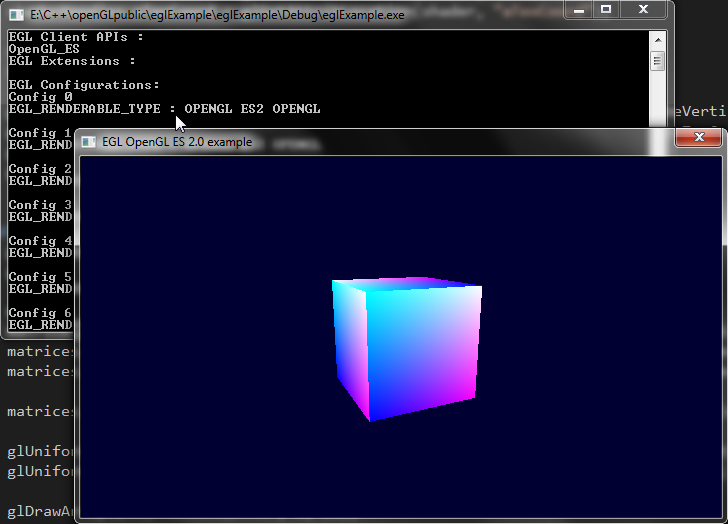 E:\C++\openGLpublic\eglExample\eglExample\Debug\eglExample.exe
EGL Client APIs :
OpenGL_ES
EGL Extensions :
EGL Configurations:
Config 0
EGL_RENDERABLE_TYPE : OPENGL ES2 OPENGL
eVerti
Config 1
EGL_REND
EGL OpenGL ES 2.0 example
Config 2
EGL_REND
Config 3
EGL_REND
Config 4
EGL_REND
Config 5
EGL_REND
Config 6
EGL_REND
matrices
matrices
matrices
glUnifor
glUnifor
glDrawAr